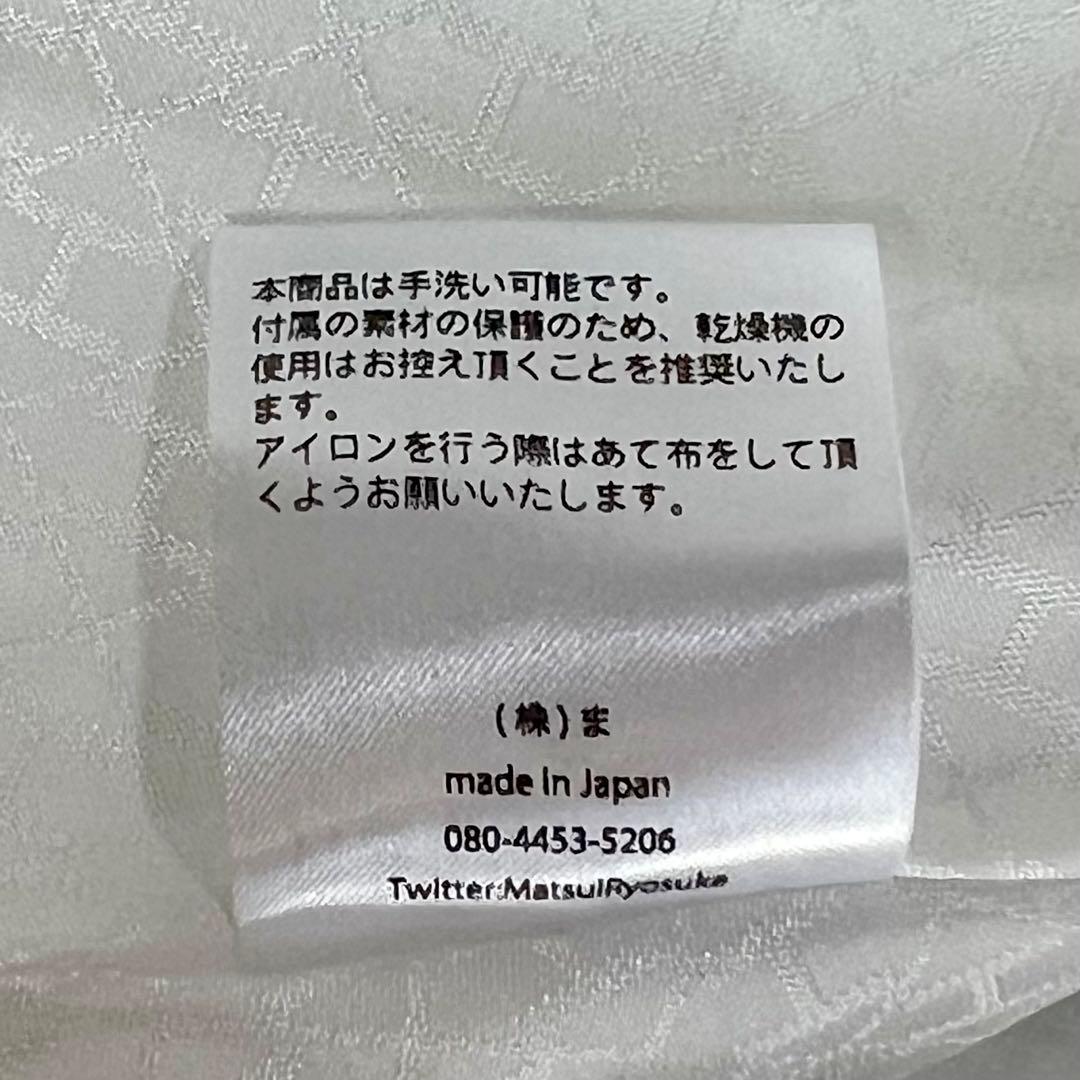 本商品は手洗い可能です。
付属の素材の保護のため、乾燥機の
使用はお控え頂くことを推奨いたし
ます。
アイロンを行う際はあて布をして頂
くようお願いいたします。
(株)ま
made in Japan
080-4453-5206
Twitter:MatsuiRyosuke